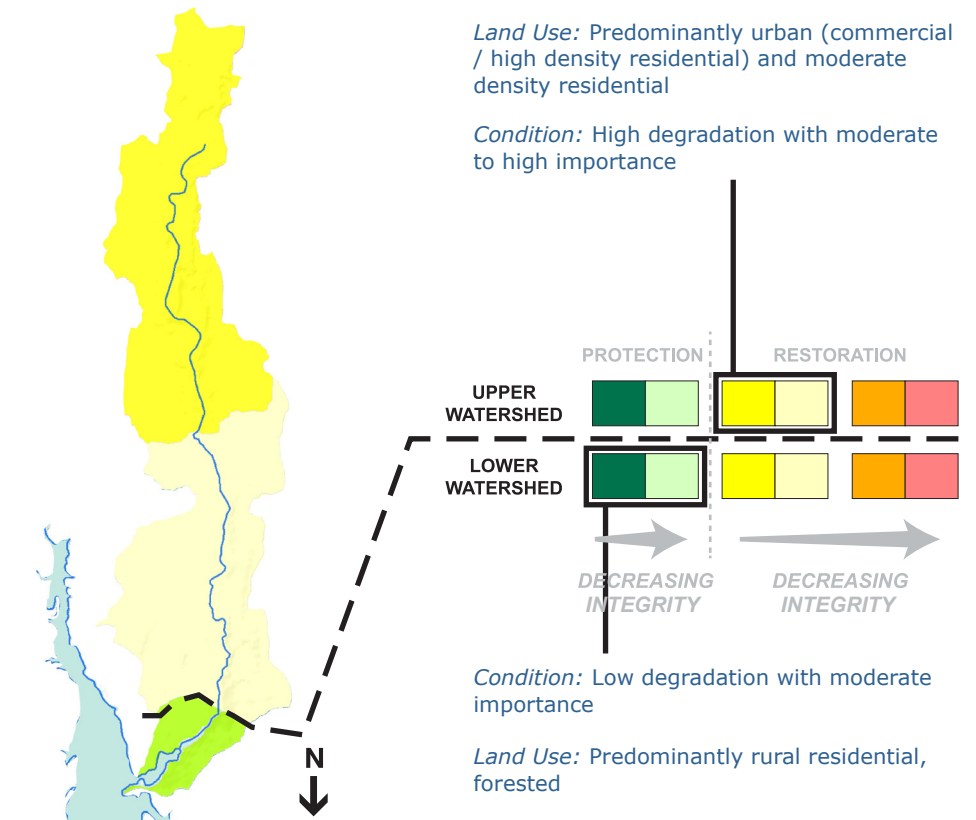 Land Use: Predominantly urban (commercial
/ high density residential) and moderate
density residential
Condition: High degradation with moderate
to high importance
PROTECTION
RESTORATION
UPPER
WATERSHED
LOWER
WATERSHED
DECREASING
INTEGRITY
DECREASING
INTEGRITY
Condition: Low degradation with moderate
importance
Land Use: Predominantly rural residential,
forested
N